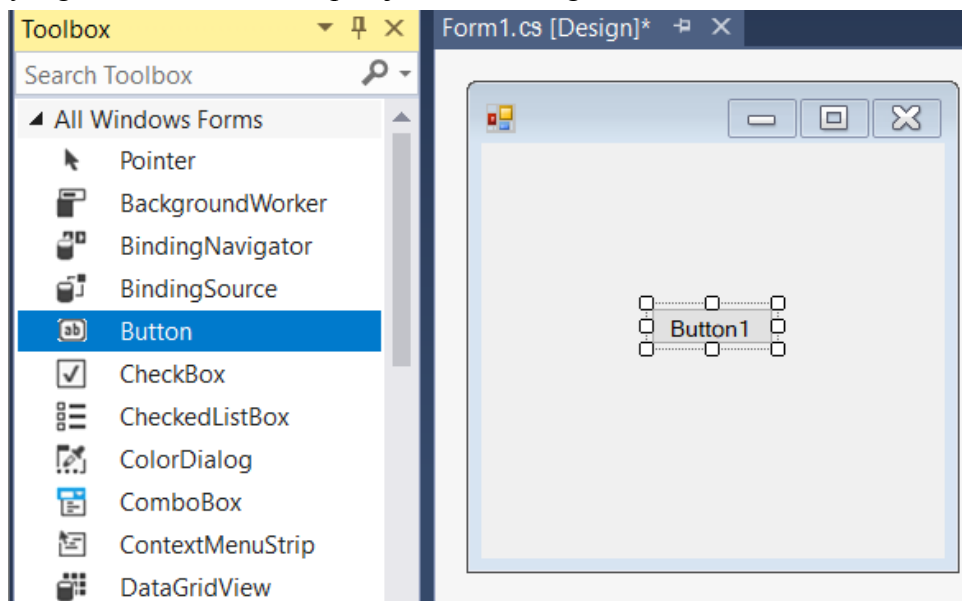 Toolbox
Search Toolbox
All Windows Forms
Pointer
BackgroundWorker
BindingNavigator
BindingSource
ab Button
CheckBox
CheckedListBox
ColorDialog
ComboBox
ContextMenuStrip
DataGridView
Form1.cs [Design]*
Button1